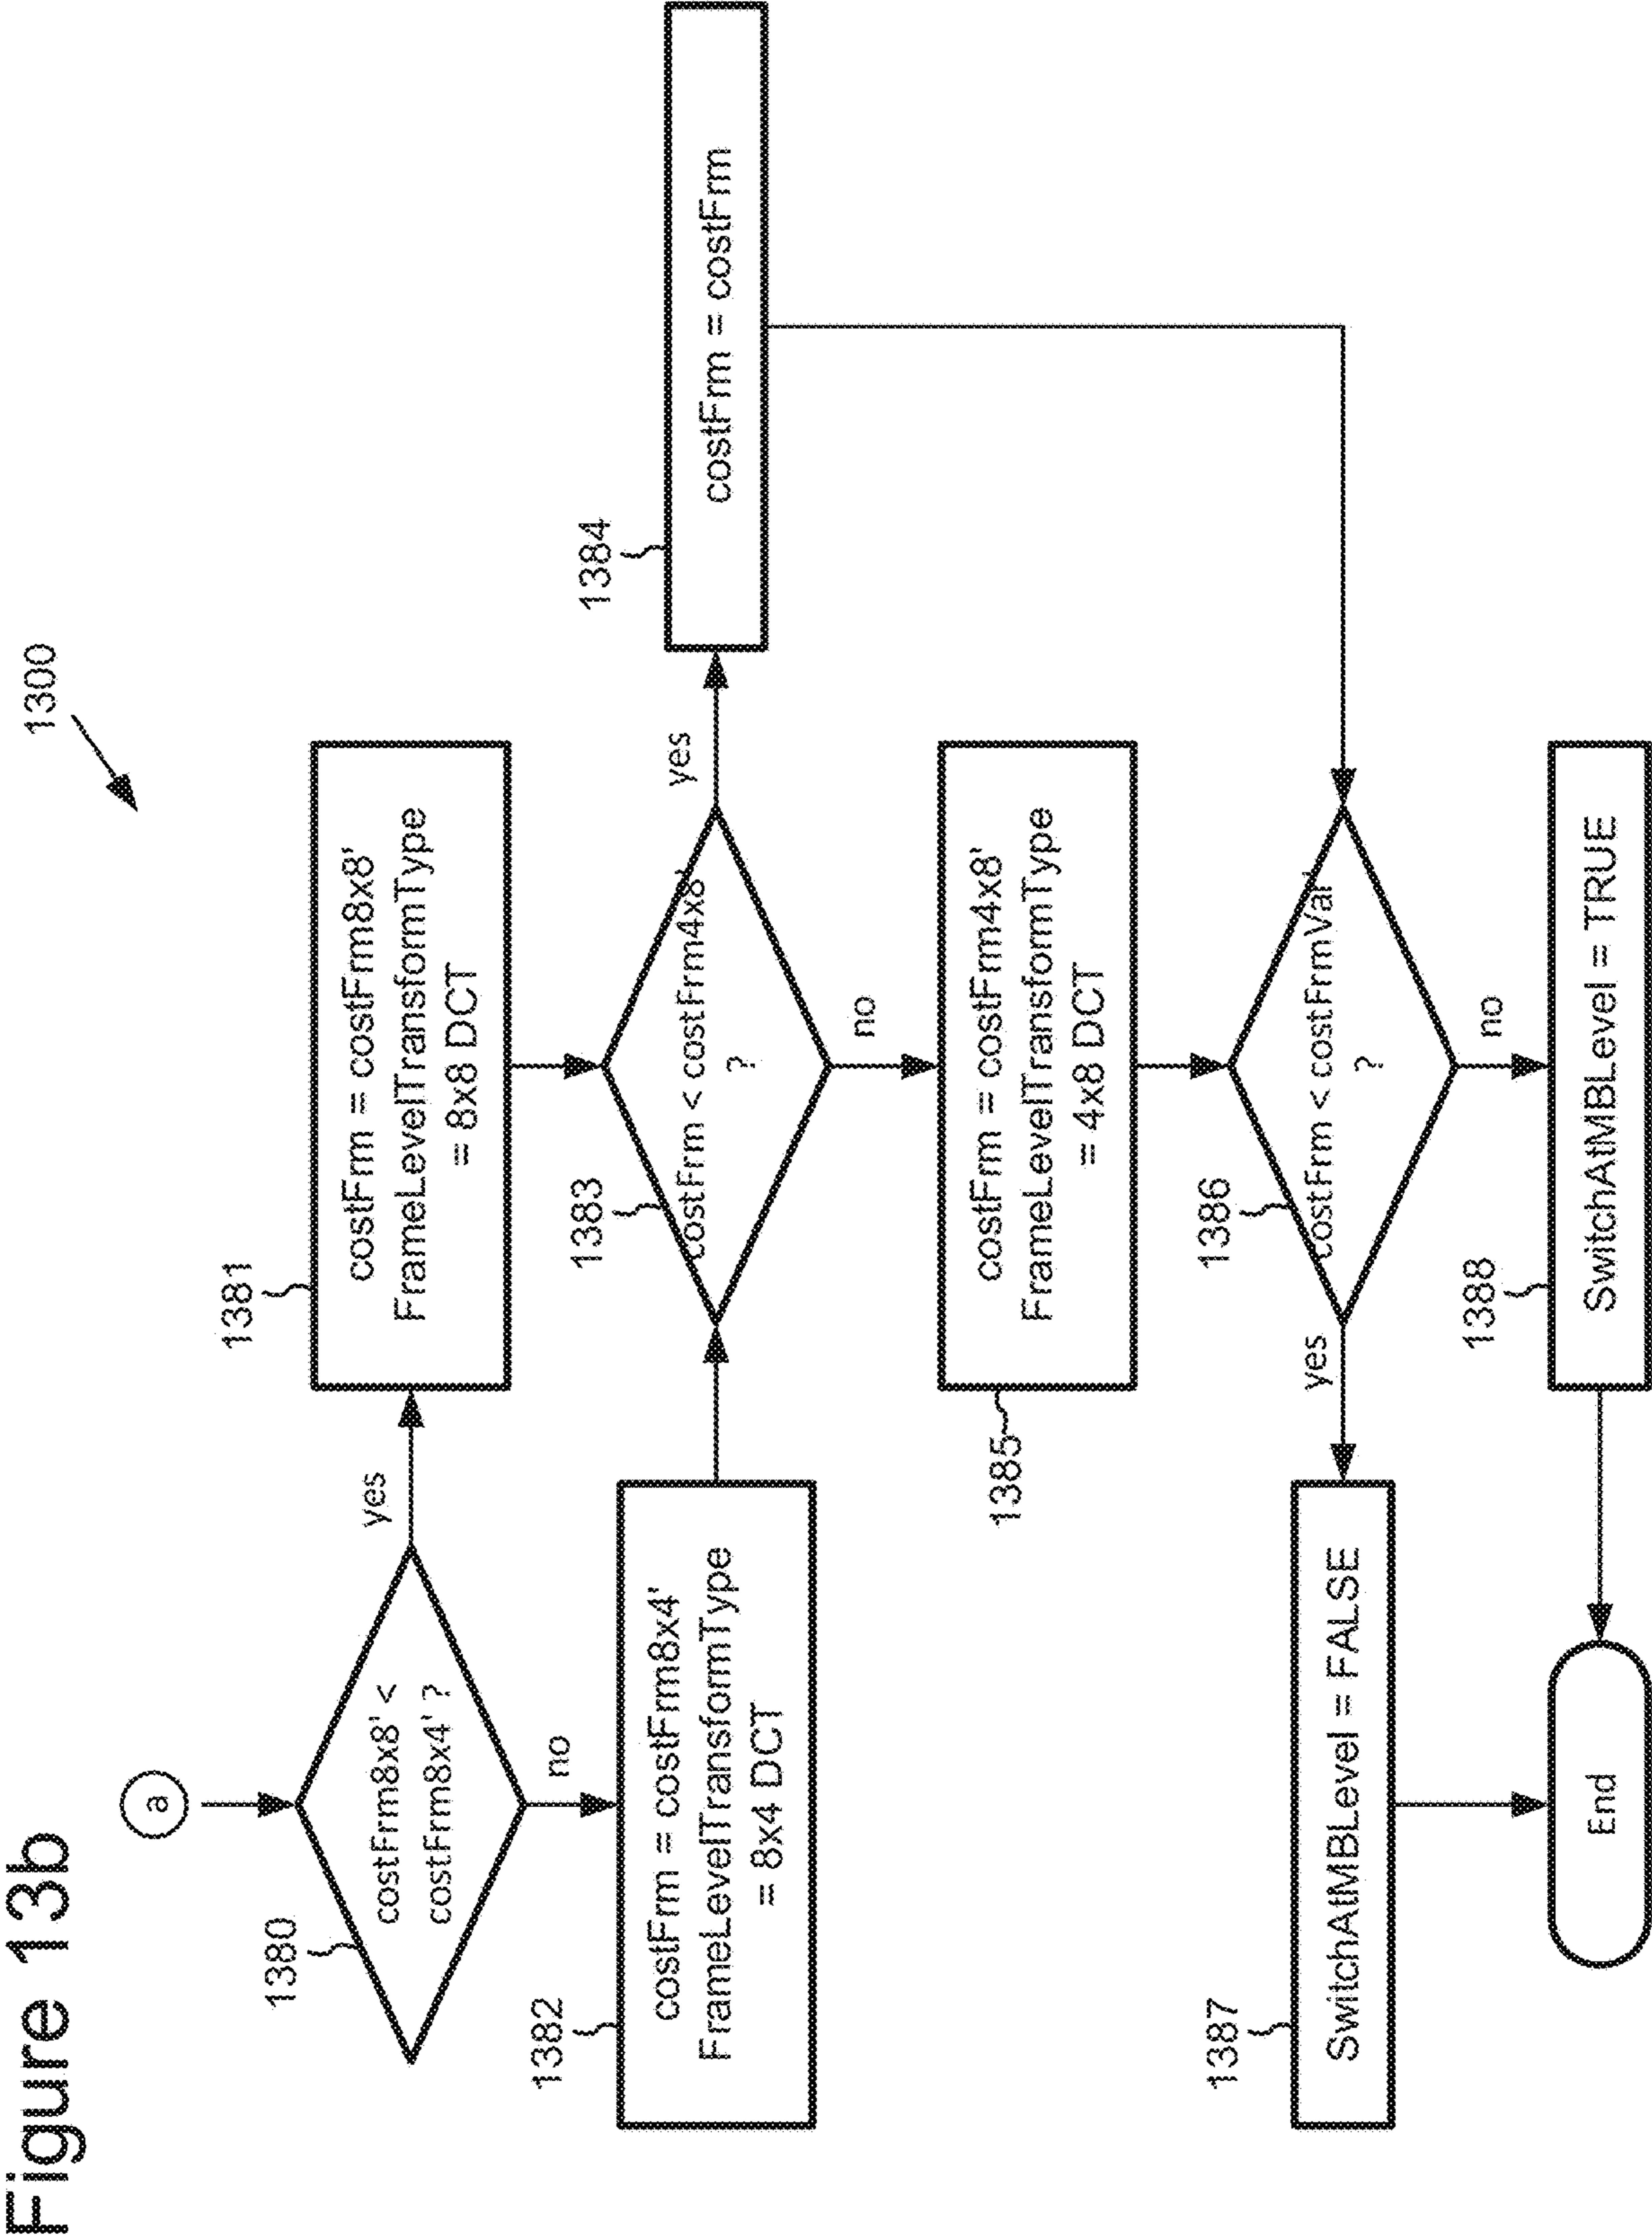 Figure 13b
1300
a
1380
costFrm8x8' <
costFrm8x4' ?
yes
no
1381
costFrm = costFrm8x8'
FrameLevelTransformType
= 8x8 DCT
1382
costFrm = costFrm8x4'
FrameLevelTransformType
= 8x4 DCT
1383
costFrm < costFrm4x8'
?
yes
no
1384
costFrm = costFrm
1385
costFrm = costFrm4x8'
FrameLevelTransformType
= 4x8 DCT
1386
costFrm < costFrmVar'
?
yes
no
1387
SwitchAtMBLevel = FALSE
1388
SwitchAtMBLevel = TRUE
End